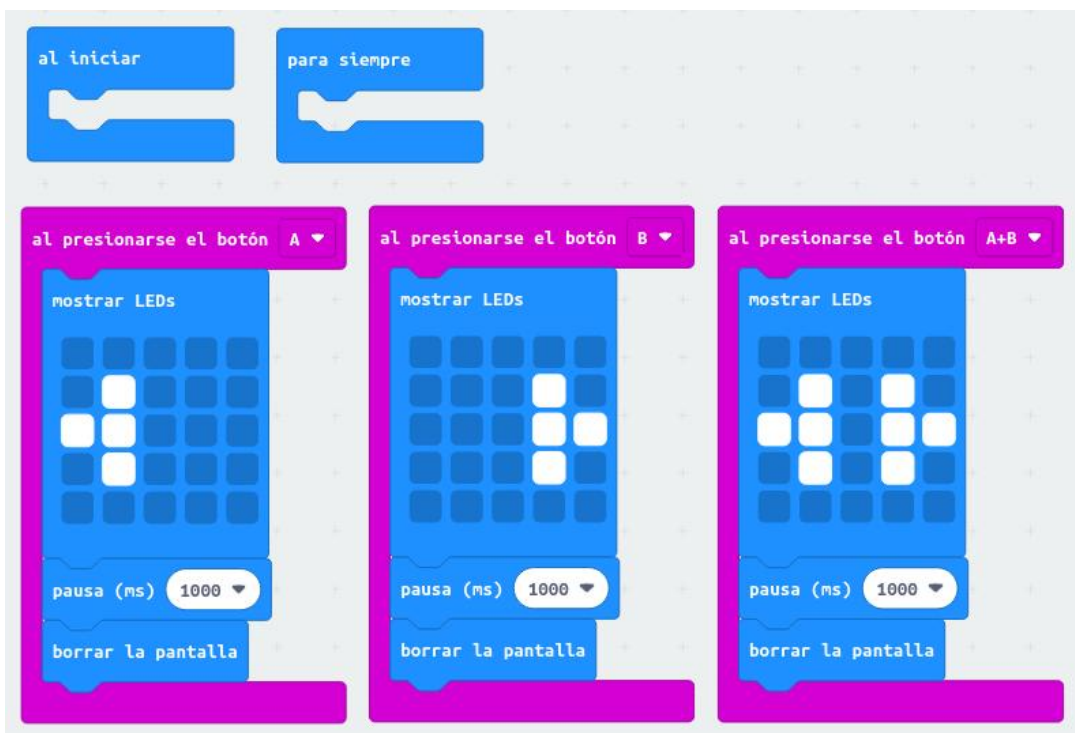 al iniciar
para siempre
al presionarse el botón A
mostrar LEDs
pausa (ms) 1000
borrar la pantalla
al presionarse el botón B
mostrar LEDs
pausa (ms) 1000
borrar la pantalla
al presionarse el botón A+B
mostrar LEDs
pausa (ms) 1000
borrar la pantalla